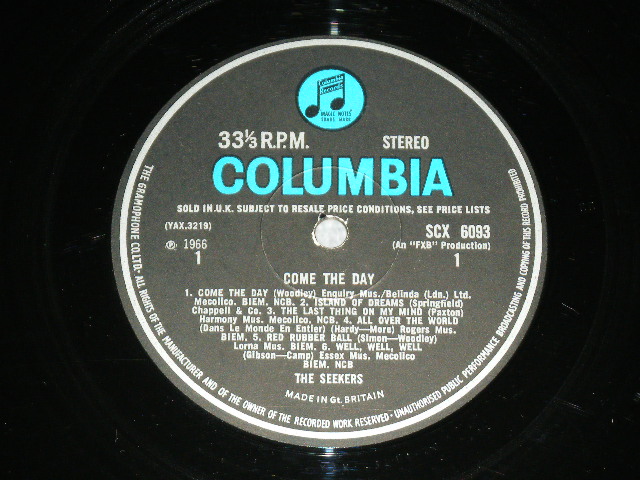 Columbia
Records
MAGIC NOTES
TRADE MARK
33⅓ R.P.M. STEREO
COLUMBIA
SOLD IN U.K. SUBJECT TO RESALE PRICE CONDITIONS, SEE PRICE LISTS
(YAX.3219) SCX 6093
℗ 1966 (An "FXB" Production)
1 1
COME THE DAY
1. COME THE DAY (Woodley) Enquiry Mus./Belinda (Ldn.) Ltd.
Mecolico. BIEM. NCB. 2. ISLAND OF DREAMS (Springfield)
Chappell & Co. 3. THE LAST THING ON MY MIND (Paxton)
Harmony Mus. Mecolico. NCB. 4. ALL OVER THE WORLD
(Dans Le Monde En Entier) (Hardy—More) Rogers Mus.
BIEM. 5. RED RUBBER BALL (Simon—Woodley)
Lorna Mus. BIEM. 6. WELL, WELL, WELL
(Gibson—Camp) Essex Mus. Mecolico
BIEM. NCB
THE SEEKERS
MADE IN Gt. BRITAIN
THE GRAMOPHONE CO. LTD.- ALL RIGHTS OF THE MANUFACTURER AND OF THE OWNER OF THE RECORDED WORK RESERVED - UNAUTHORISED PUBLIC PERFORMANCE BROADCASTING AND COPYING OF THIS RECORD PROHIBITED